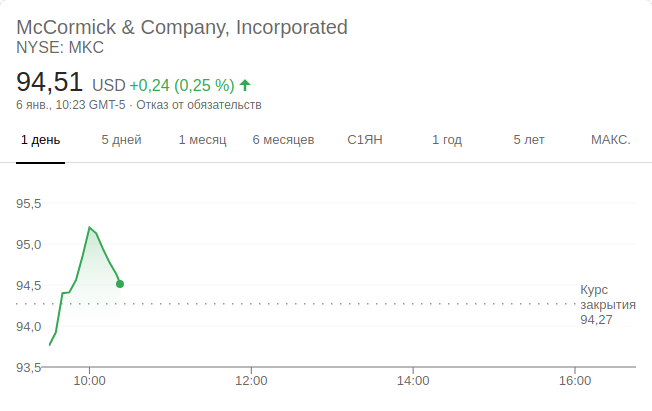 McCormick & Company, Incorporated
NYSE: MKC
94,51 USD +0,24 (0,25 %)
6 янв., 10:23 GMT-5 · Отказ от обязательств
1 день 5 дней 1 месяц 6 месяцев С1ЯН 1 год 5 лет МАКС.
95,5
95,0
94,5
Курс
закрытия
94,27
94,0
93,5
10:00 12:00 14:00 16:00